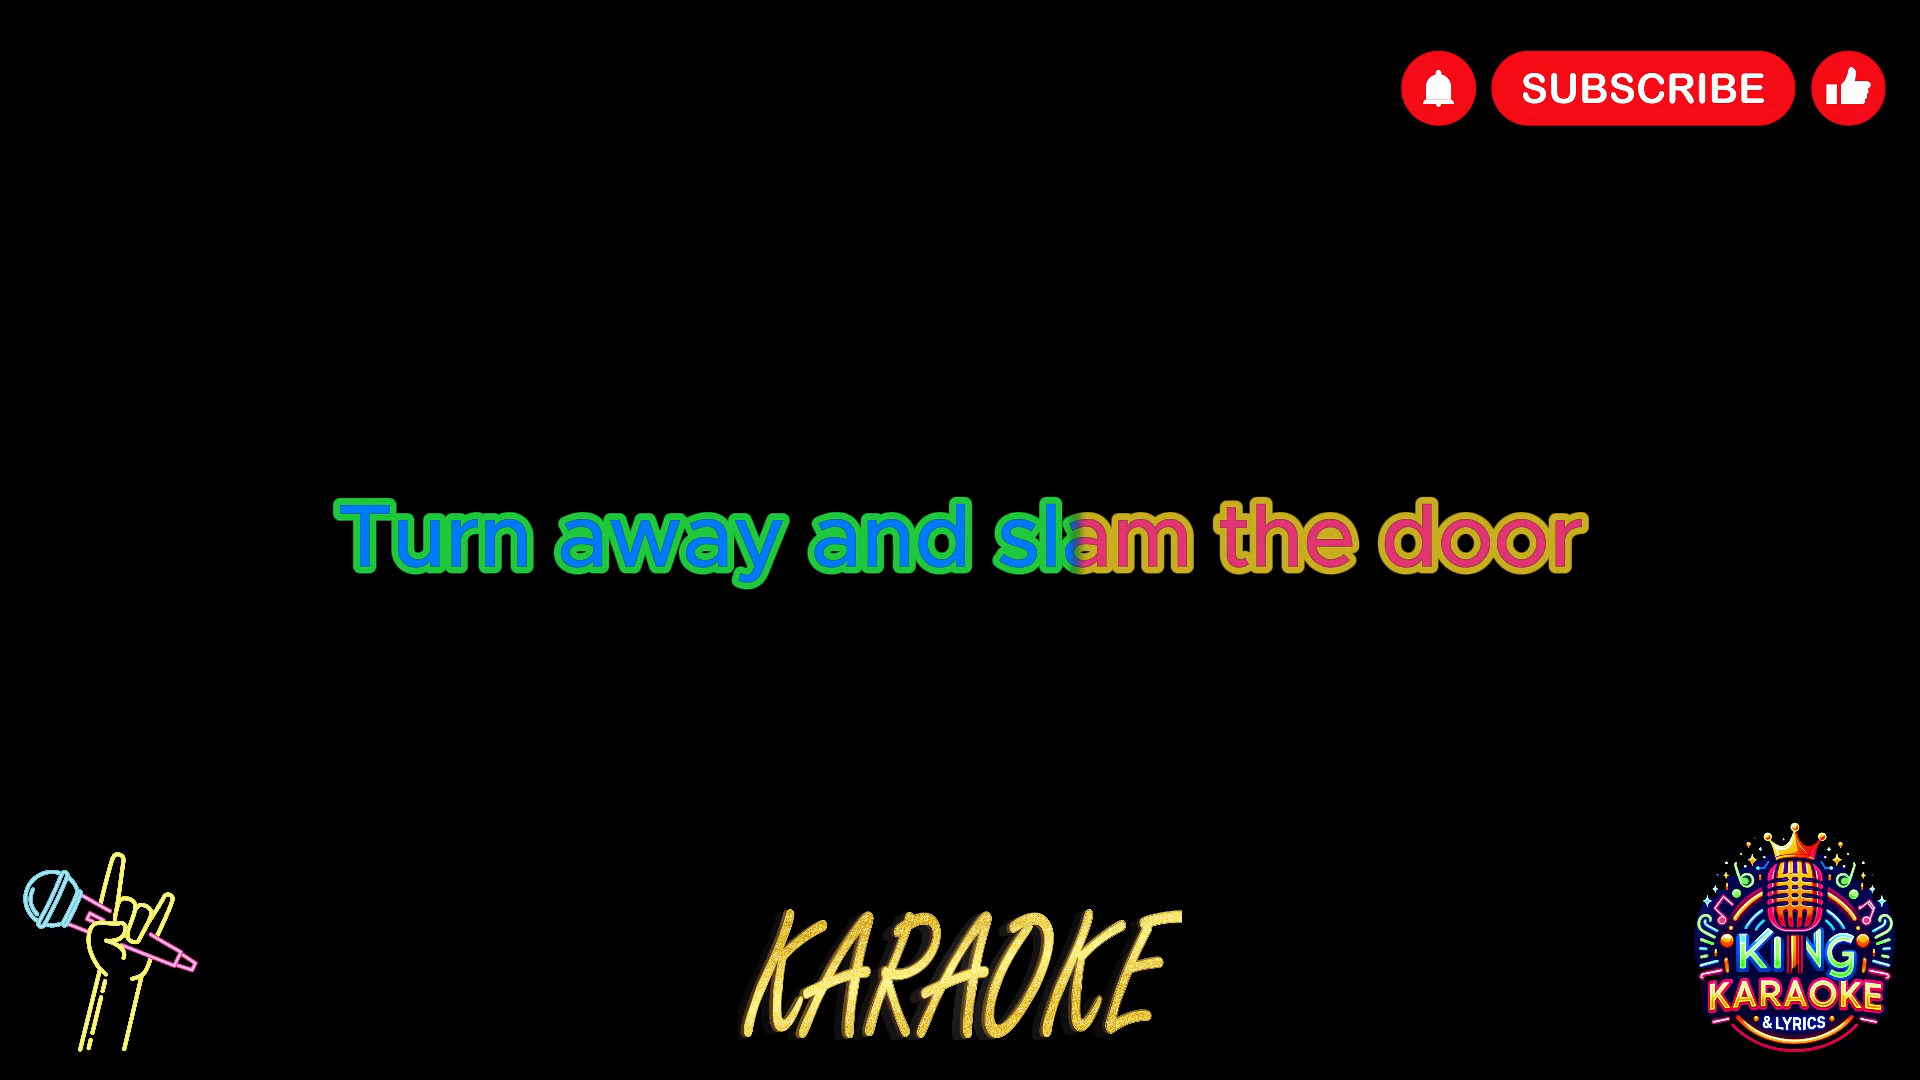 SUBSCRIBE
Turn away and slam the door
KARAOKE
KING
KARAOKE
& LYRICS